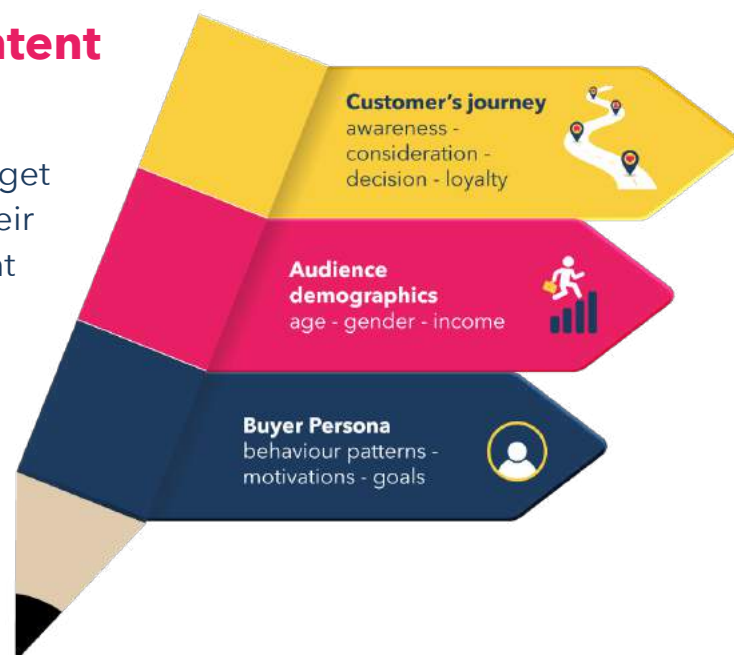 ntent
get
eir
nt
Customer's journey
awareness -
consideration -
decision - loyalty
Audience
demographics
age - gender - income
Buyer Persona
behaviour patterns -
motivations - goals